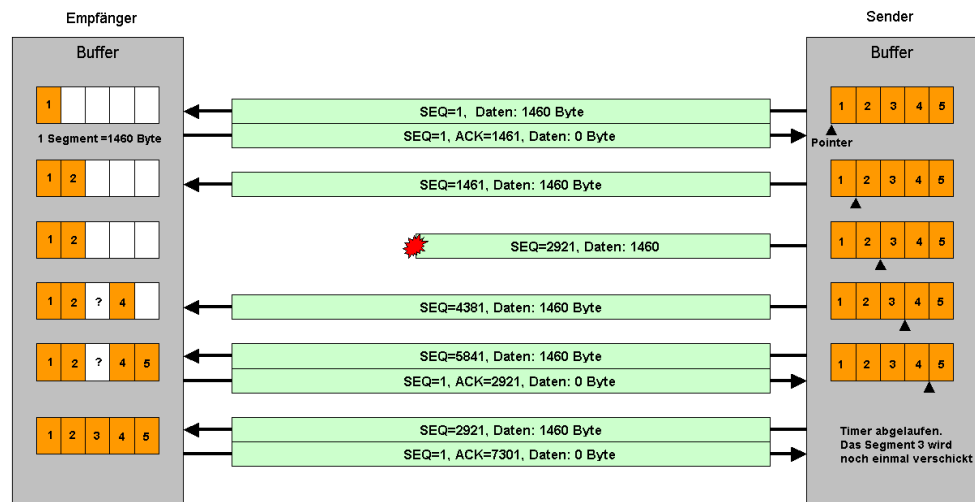 Empfänger
Sender
Buffer
Buffer
1
SEQ=1, Daten: 1460 Byte
1 2 3 4 5
1 Segment =1460 Byte
SEQ=1, ACK=1461, Daten: 0 Byte
Pointer
1 2
SEQ=1461, Daten: 1460 Byte
1 2 3 4 5
1 2
SEQ=2921, Daten: 1460
1 2 3 4 5
1 2 ? 4
SEQ=4381, Daten: 1460 Byte
1 2 3 4 5
1 2 ? 4 5
SEQ=5841, Daten: 1460 Byte
1 2 3 4 5
SEQ=1, ACK=2921, Daten: 0 Byte
1 2 3 4 5
SEQ=2921, Daten: 1460 Byte
SEQ=1, ACK=7301, Daten: 0 Byte
Timer abgelaufen.
Das Segment 3 wird
noch einmal verschickt